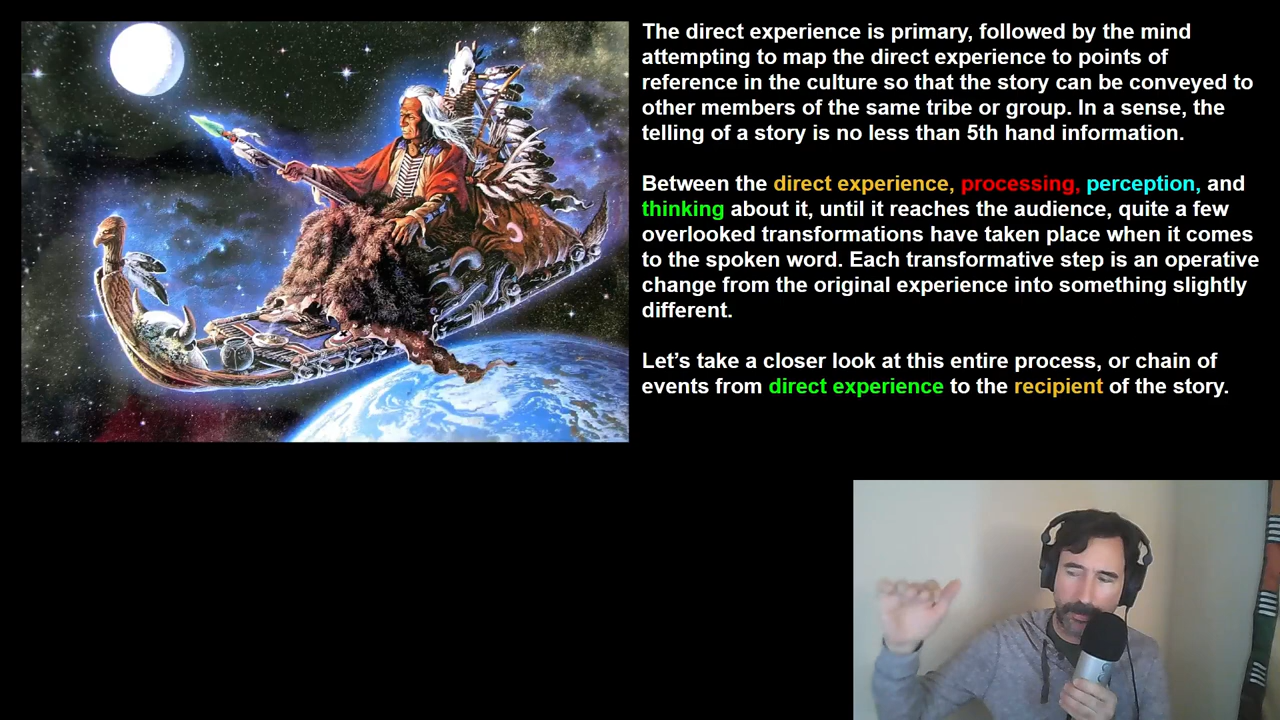 The direct experience is primary, followed by the mind
attempting to map the direct experience to points of
reference in the culture so that the story can be conveyed to
other members of the same tribe or group. In a sense, the
telling of a story is no less than 5th hand information.
Between the direct experience, processing, perception, and
thinking about it, until it reaches the audience, quite a few
overlooked transformations have taken place when it comes
to the spoken word. Each transformative step is an operative
change from the original experience into something slightly
different.
Let’s take a closer look at this entire process, or chain of
events from direct experience to the recipient of the story.